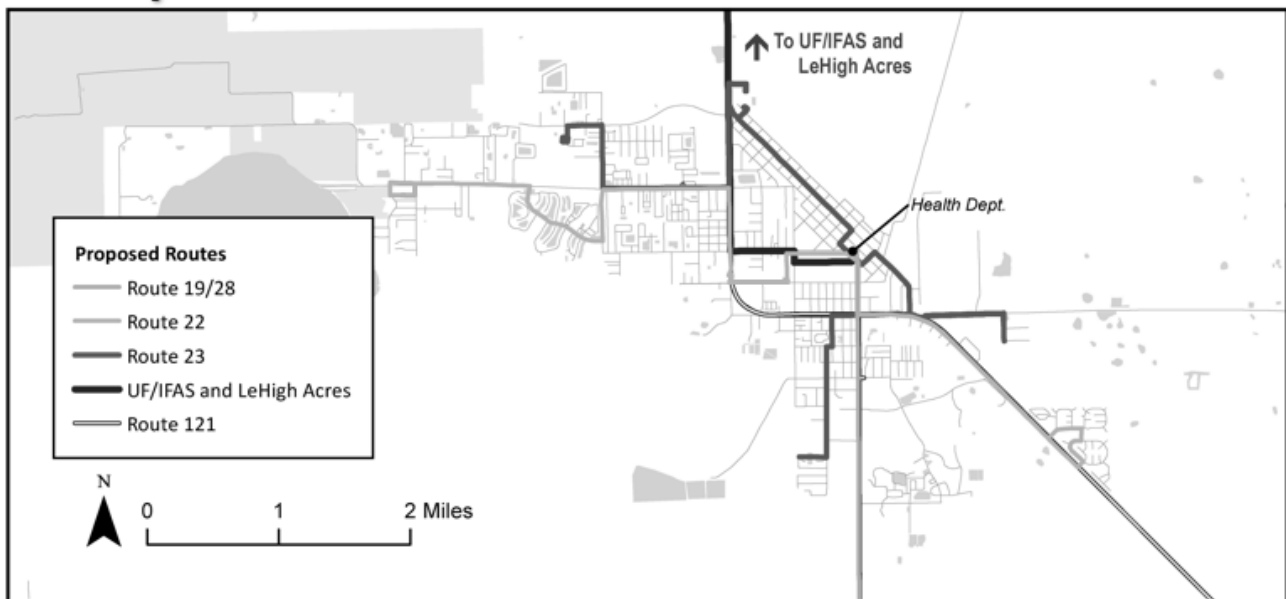 To UF/IFAS and
LeHigh Acres
Health Dept.
Proposed Routes
Route 19/28
Route 22
Route 23
UF/IFAS and LeHigh Acres
Route 121
N
0 1 2 Miles